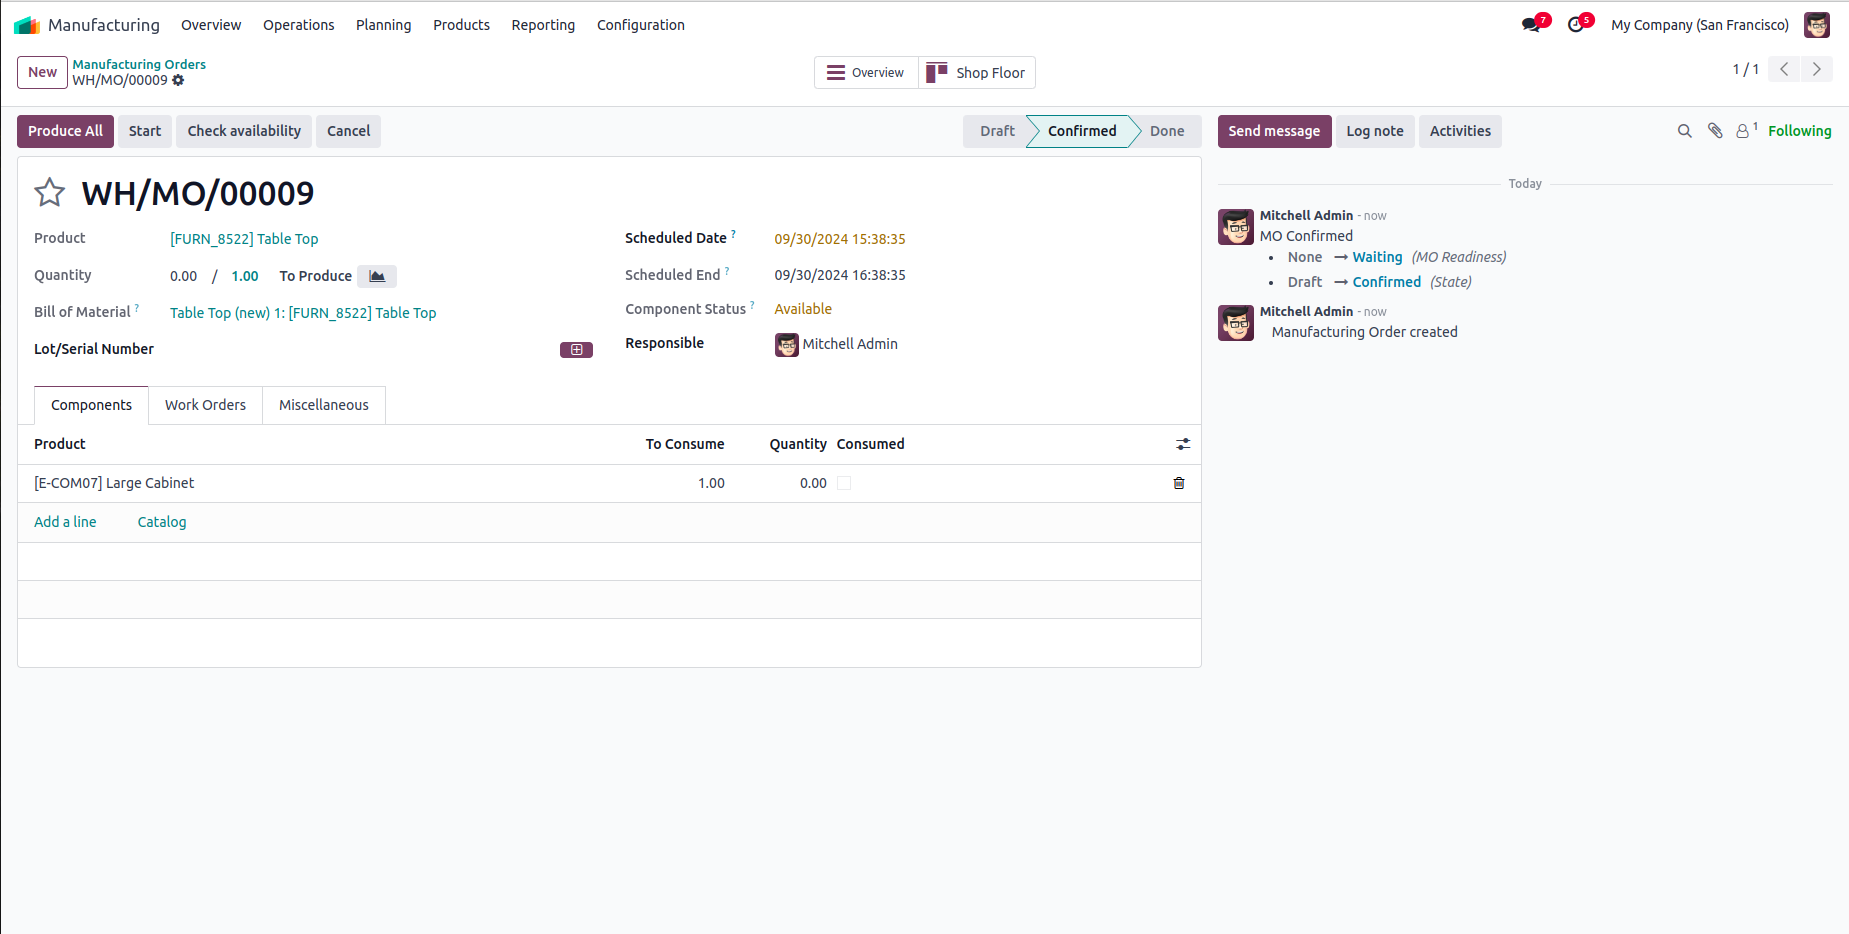 Manufacturing Overview Operations Planning Products Reporting Configuration 7 5 My Company (San Francisco)
New Manufacturing Orders
WH/MO/00009
Overview Shop Floor 1 / 1
Produce All Start Check availability Cancel Draft Confirmed Done Send message Log note Activities 1 Following
WH/MO/00009
Product [FURN_8522] Table Top
Quantity 0.00 / 1.00 To Produce
Bill of Material ? Table Top (new) 1: [FURN_8522] Table Top
Lot/Serial Number
Scheduled Date ? 09/30/2024 15:38:35
Scheduled End ? 09/30/2024 16:38:35
Component Status ? Available
Responsible Mitchell Admin
Components Work Orders Miscellaneous
Product To Consume Quantity Consumed
[E-COM07] Large Cabinet 1.00 0.00
Add a line Catalog
Today
Mitchell Admin - now
MO Confirmed
• None → Waiting (MO Readiness)
• Draft → Confirmed (State)
Mitchell Admin - now
Manufacturing Order created